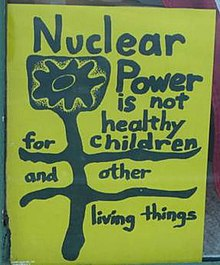 Nuclear
Power
is not
healthy
for children
and other
living things